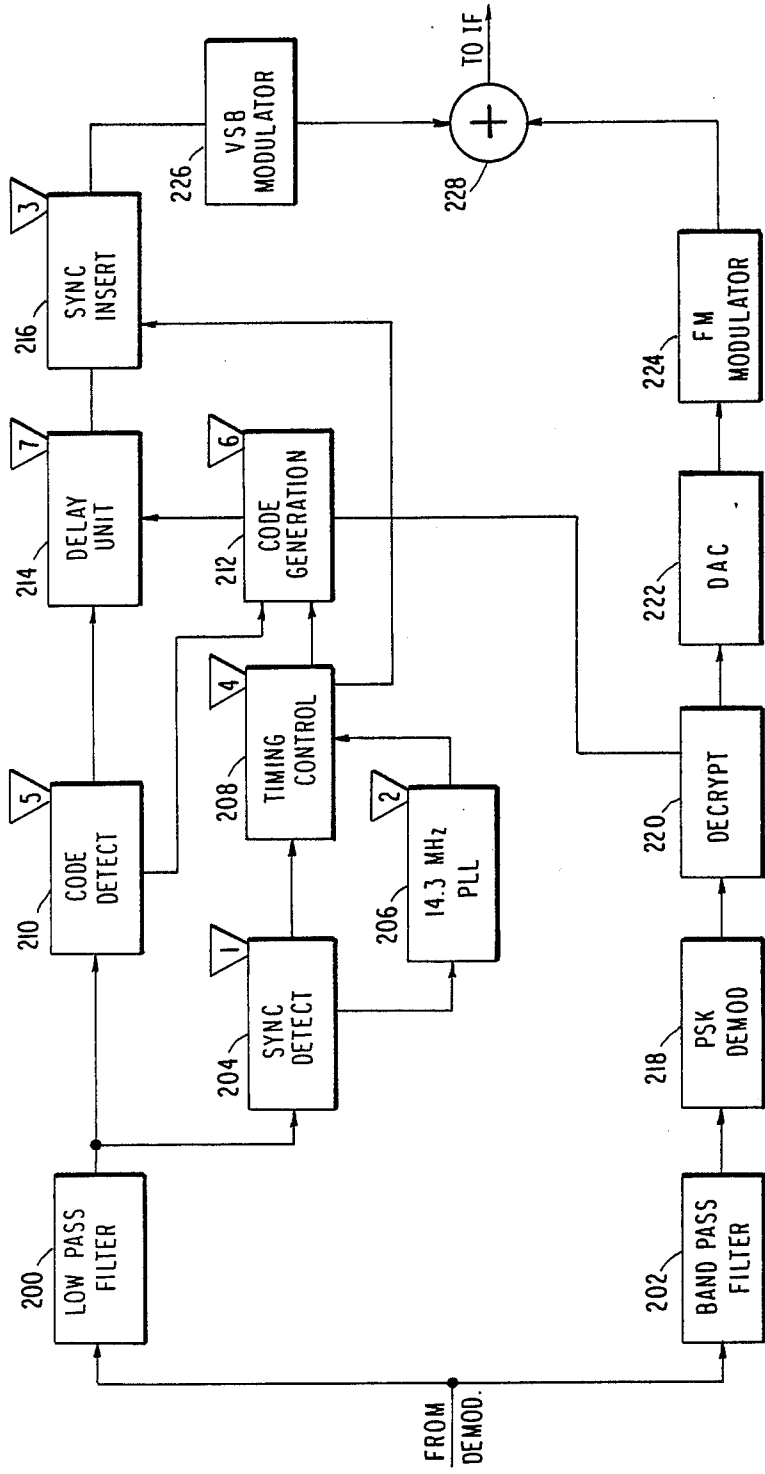 FROM
DEMOD.
200
LOW PASS
FILTER
202
BAND PASS
FILTER
204
SYNC
DETECT
1
206
14.3 MHz
PLL
2
208
TIMING
CONTROL
4
210
CODE
DETECT
5
212
CODE
GENERATION
6
214
DELAY
UNIT
7
216
SYNC
INSERT
3
218
PSK
DEMOD
220
DECRYPT
222
DAC
224
FM
MODULATOR
226
VSB
MODULATOR
228
+
TO IF